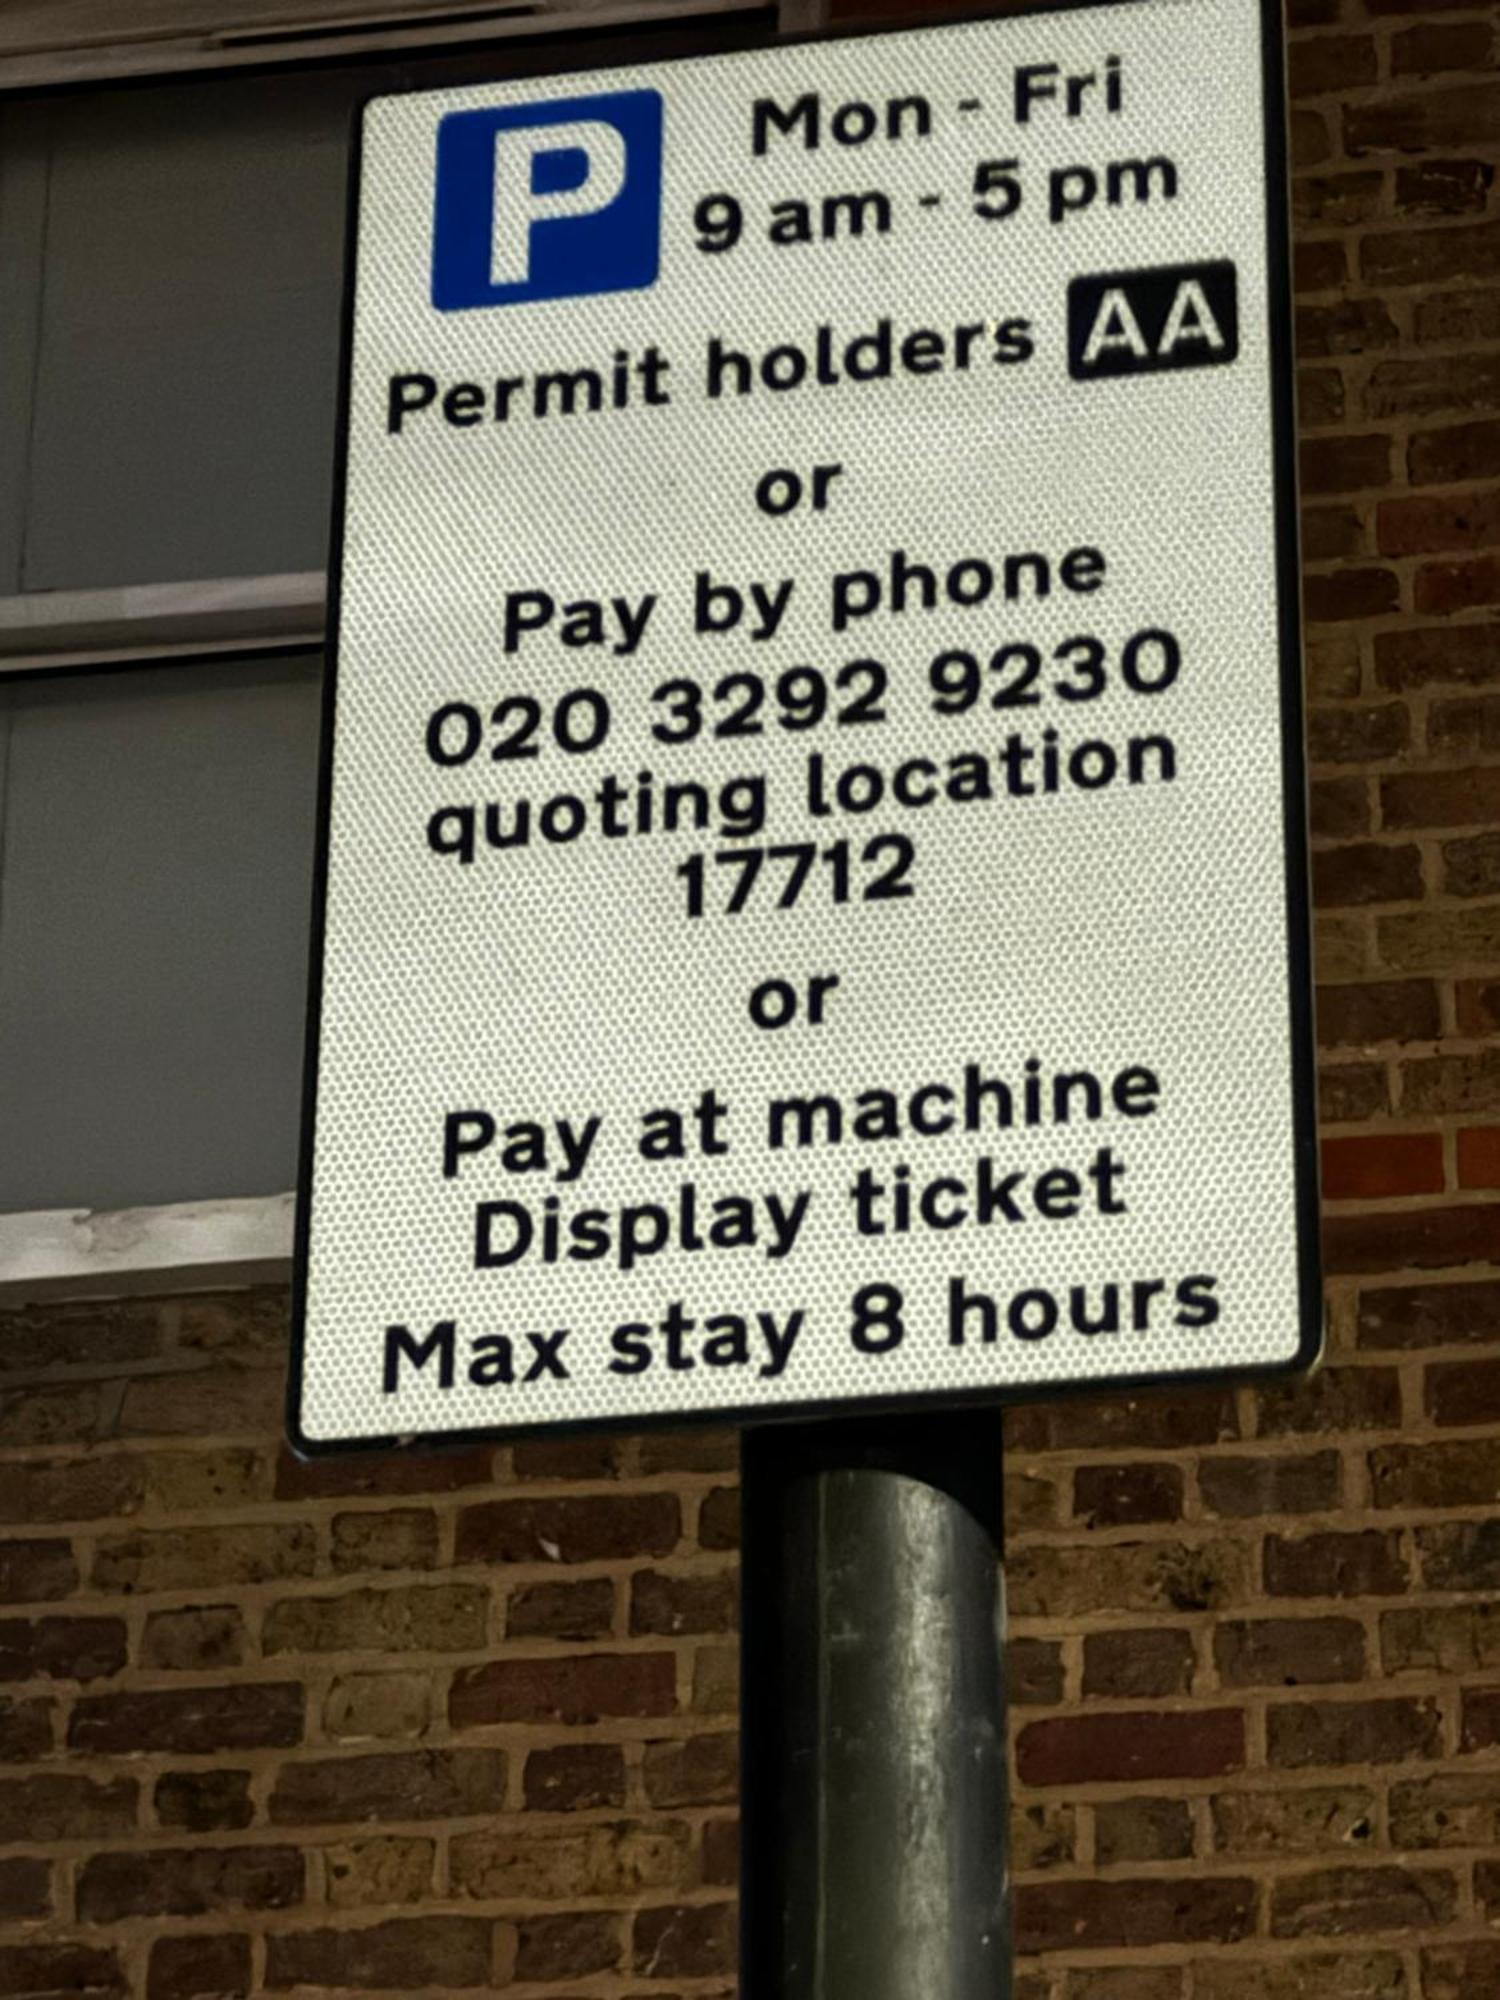 P Mon - Fri
9 am - 5 pm
Permit holders AA
or
Pay by phone
020 3292 9230
quoting location
17712
or
Pay at machine
Display ticket
Max stay 8 hours